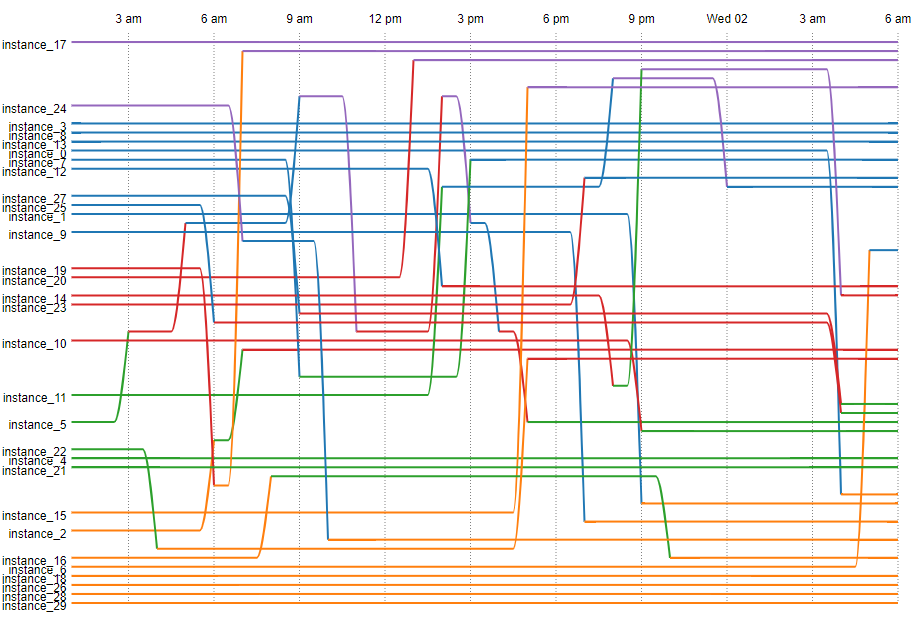 3 am 6 am 9 am 12 pm 3 pm 6 pm 9 pm Wed 02 3 am 6 am
instance_17
instance_24
instance_3
instance_8
instance_13
instance_0
instance_7
instance_12
instance_27
instance_25
instance_1
instance_9
instance_19
instance_20
instance_14
instance_23
instance_10
instance_11
instance_5
instance_22
instance_4
instance_21
instance_15
instance_2
instance_16
instance_6
instance_18
instance_26
instance_28
instance_29